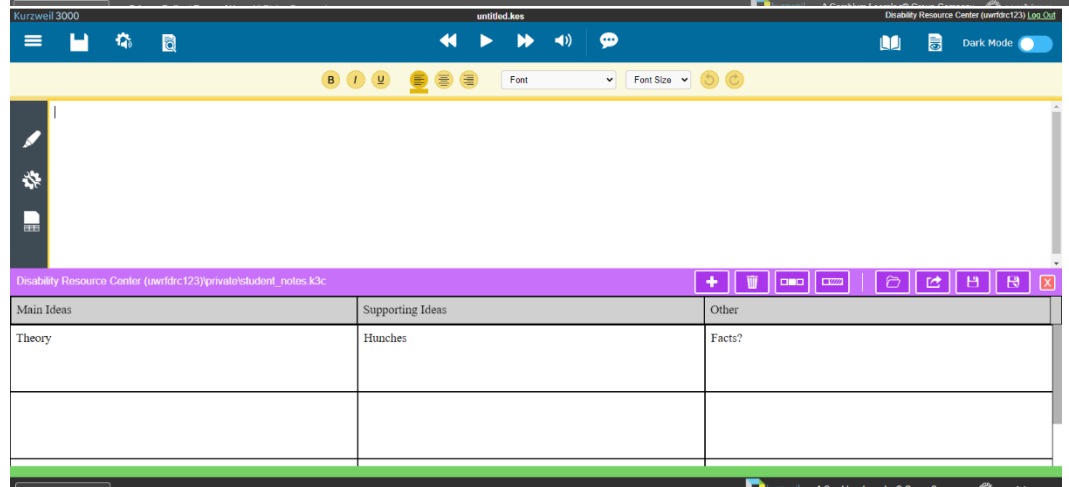 Kurzweil 3000
untitled.kes
Disability Resource Center (uwrfdrc123) Log Out
Dark Mode
B I U Font Font Size
Disability Resource Center (uwrfdrc123)\private\student_notes.k3c
X
Main Ideas Supporting Ideas Other
Theory Hunches Facts?